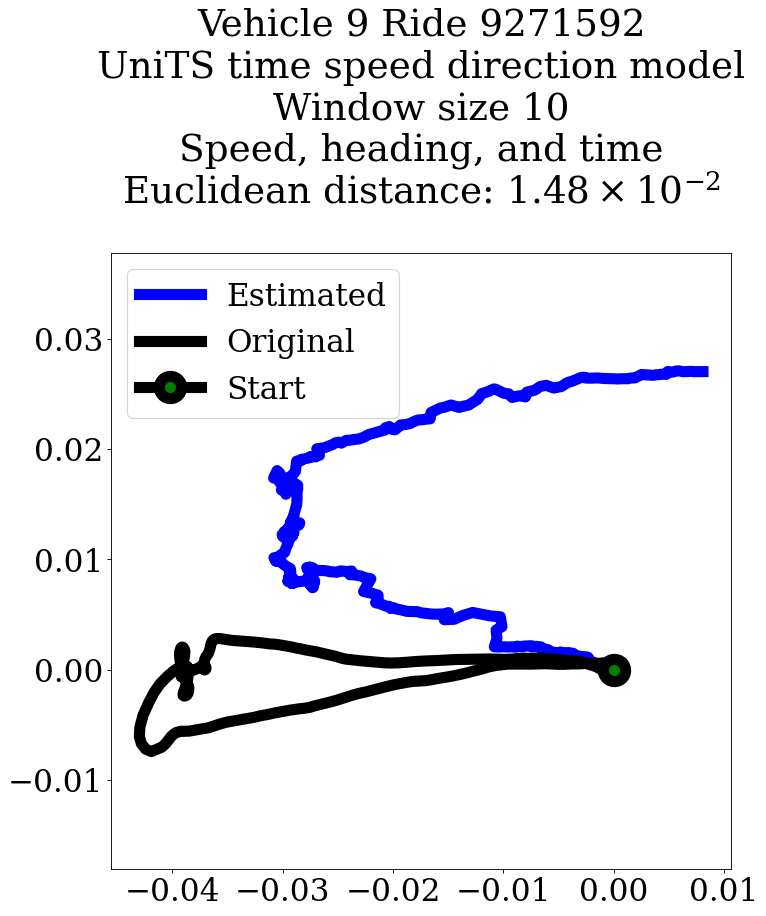 Vehicle 9 Ride 9271592
UniTS time speed direction model
Window size 10
Speed, heading, and time
Euclidean distance: 1.48 × 10⁻²
Estimated
Original
Start
0.03
0.02
0.01
0.00
−0.01
−0.04 −0.03 −0.02 −0.01 0.00 0.01